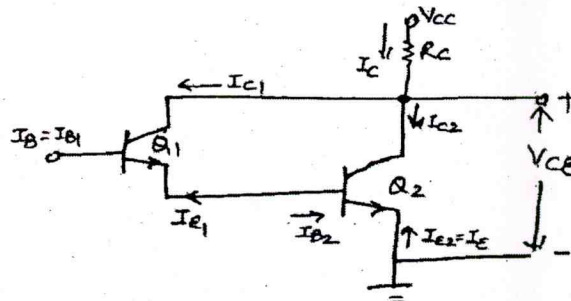 VCC
IC
RC
IC1
+
IC2
IB=IB1
Q1
VCE
Q2
IE1
IB2
IE2=IE
-